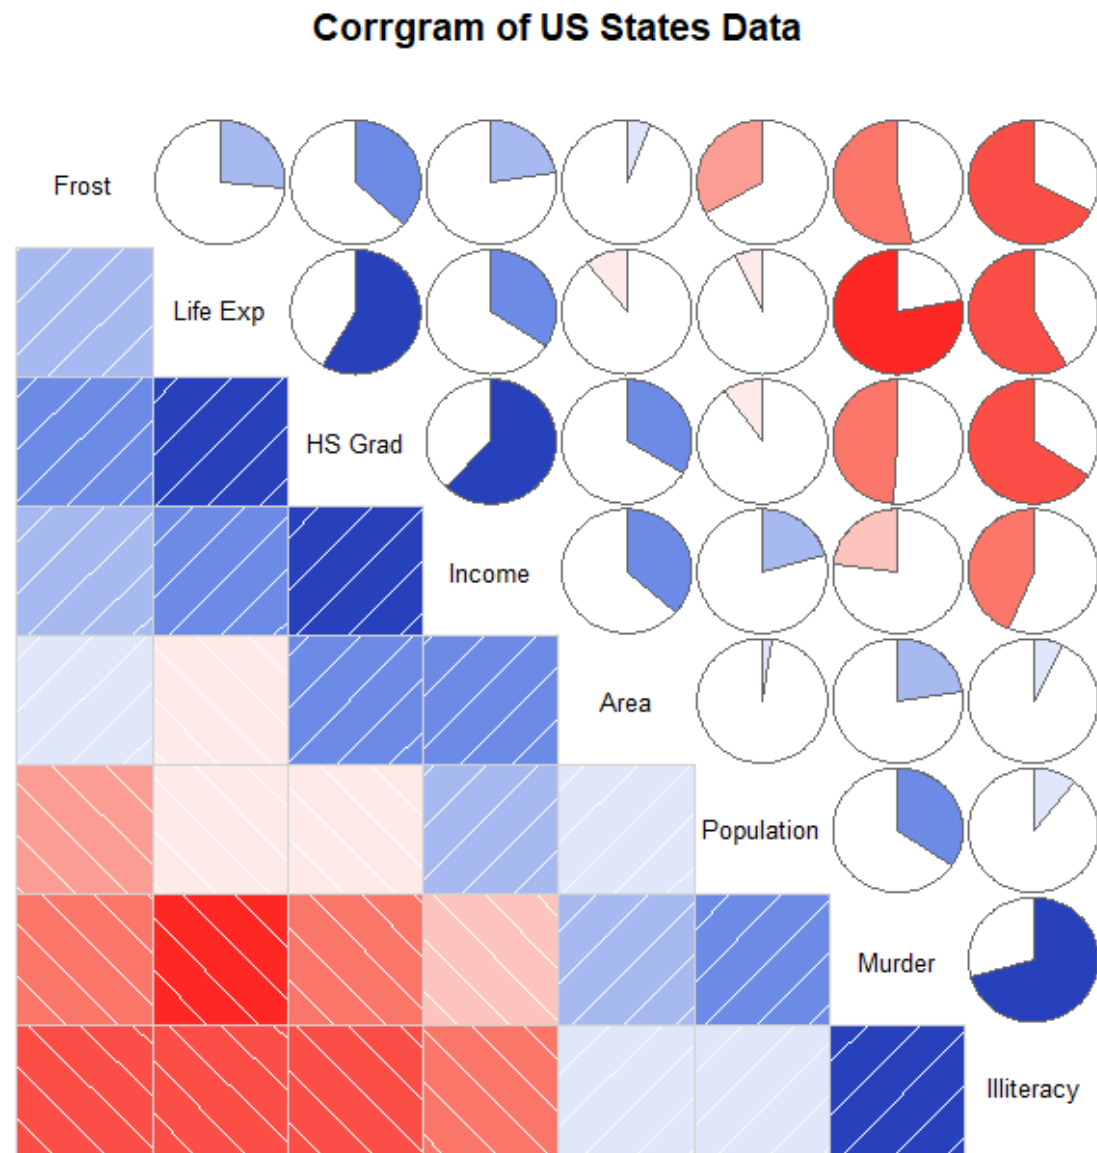 Corrgram of US States Data
Frost
Life Exp
HS Grad
Income
Area
Population
Murder
Illiteracy